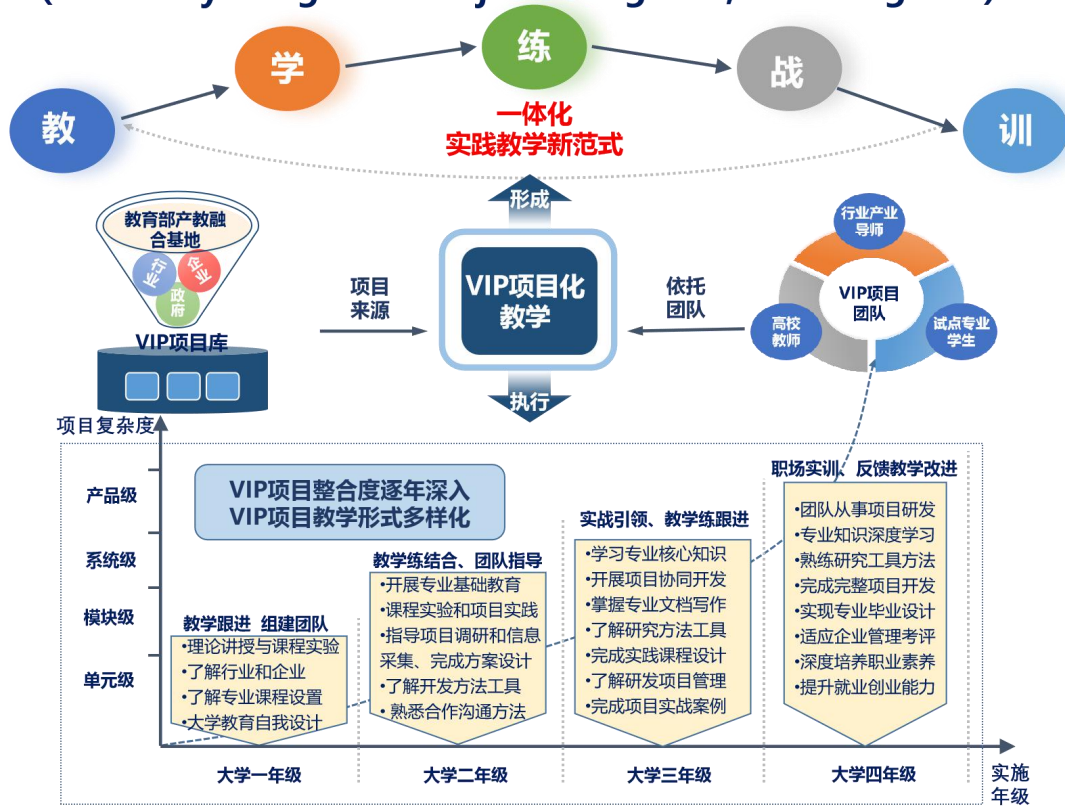 教
学
练
战
训
一体化
实践教学新范式
形成
教育部产教融
合基地
行业
企业
政府
VIP项目库
项目
来源
VIP项目化
教学
依托
团队
行业产业
导师
VIP项目
团队
高校
教师
试点专业
学生
执行
项目复杂度
产品级
系统级
模块级
单元级
VIP项目整合度逐年深入
VIP项目教学形式多样化
教学跟进 组建团队
•理论讲授与课程实验
•了解行业和企业
•了解专业课程设置
•大学教育自我设计
教学练结合、团队指导
•开展专业基础教育
•课程实验和项目实践
•指导项目调研和信息
采集、完成方案设计
•了解开发方法工具
•熟悉合作沟通方法
实战引领、教学练跟进
•学习专业核心知识
•开展项目协同开发
•掌握专业文档写作
•了解研究方法工具
•完成实践课程设计
•了解研发项目管理
•完成项目实战案例
职场实训、反馈教学改进
•团队从事项目研发
•专业知识深度学习
•熟练研究工具方法
•完成完整项目开发
•实现专业毕业设计
•适应企业管理考评
•深度培养职业素养
•提升就业创业能力
大学一年级
大学二年级
大学三年级
大学四年级
实施
年级